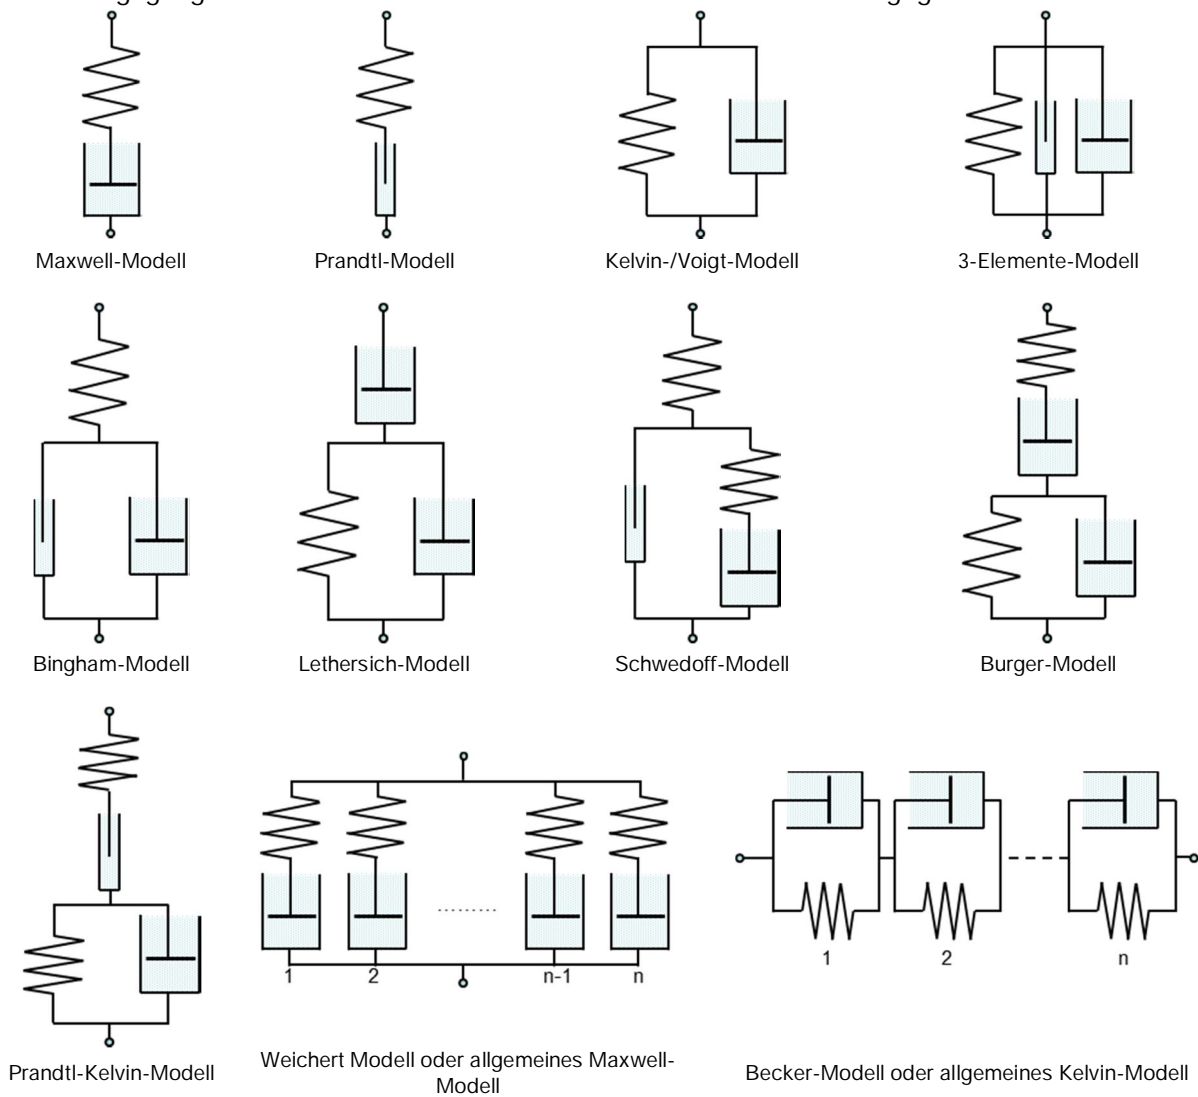 Maxwell-Modell
Prandtl-Modell
Kelvin-/Voigt-Modell
3-Elemente-Modell
Bingham-Modell
Lethersich-Modell
Schwedoff-Modell
Burger-Modell
1
2
n-1
n
1
2
n
Prandtl-Kelvin-Modell
Weichert Modell oder allgemeines Maxwell-
Modell
Becker-Modell oder allgemeines Kelvin-Modell